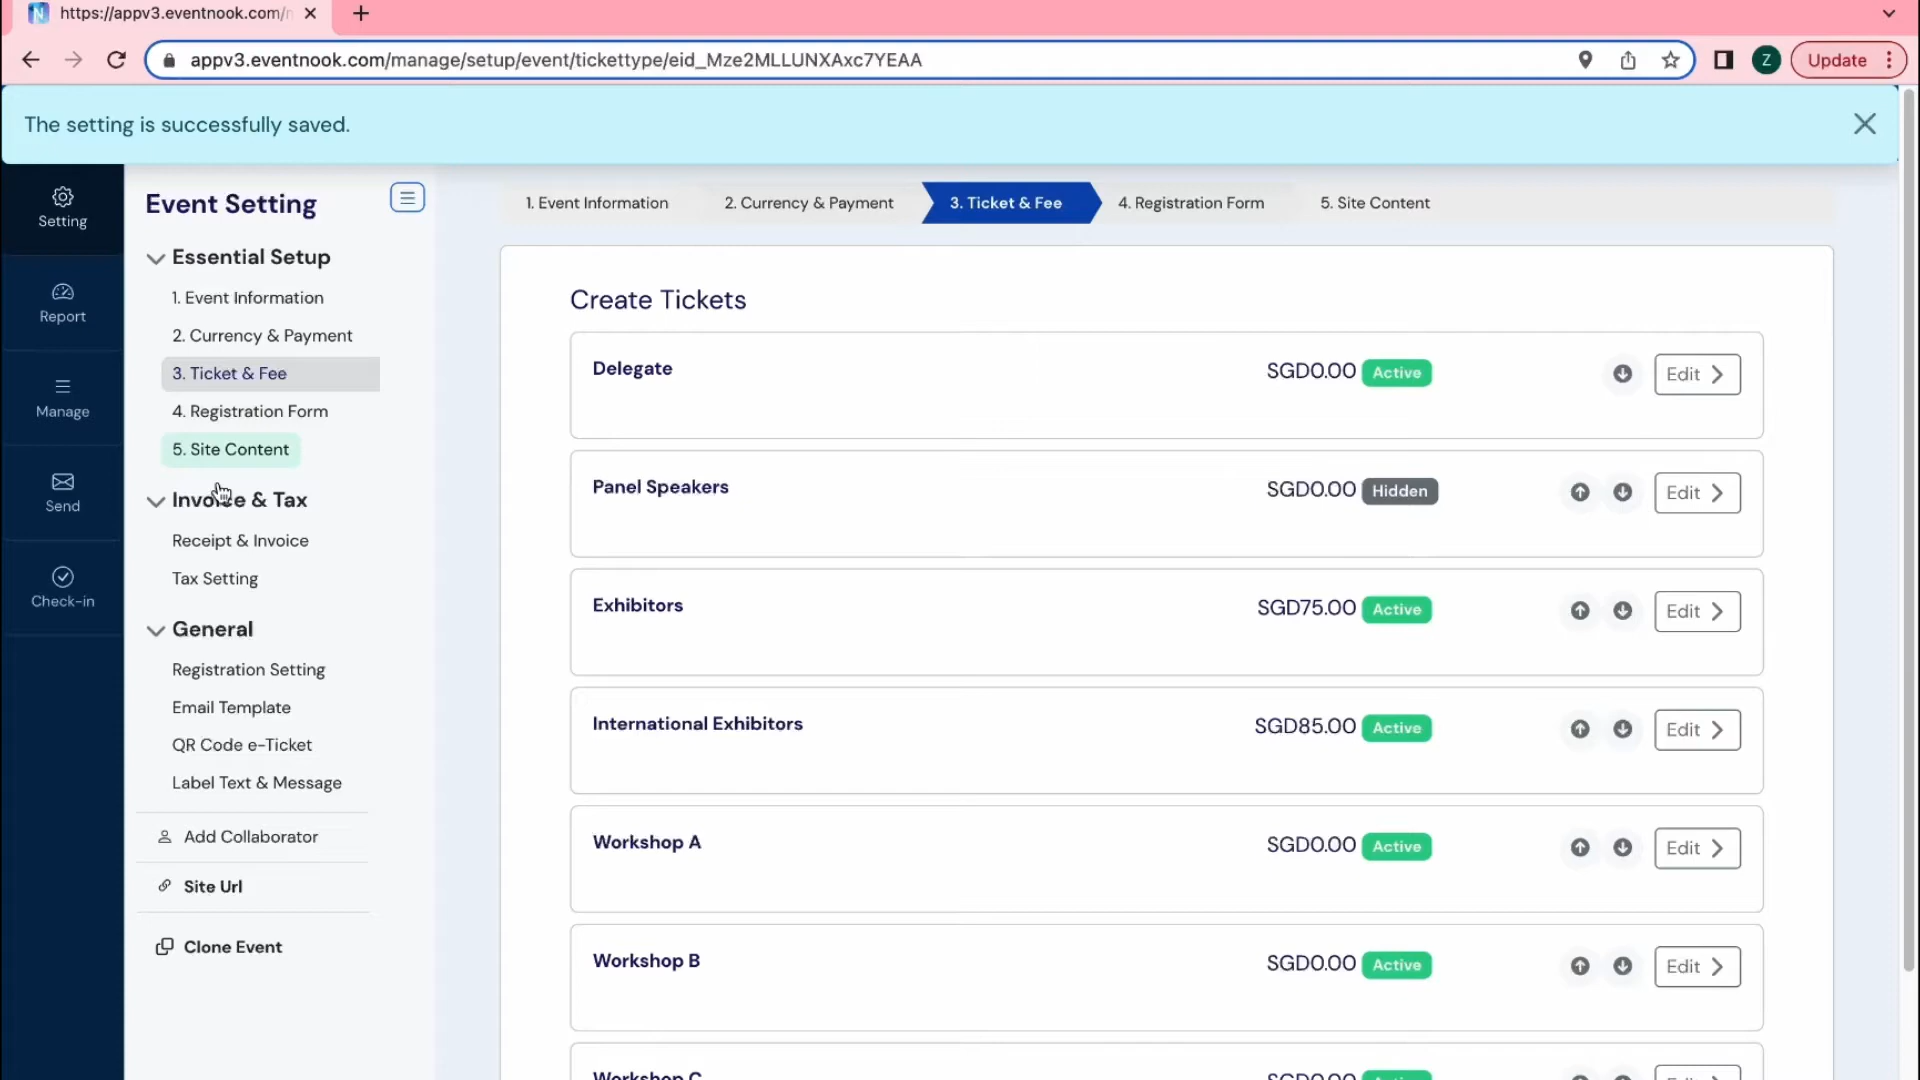 https://appv3.eventnook.com/
appv3.eventnook.com/manage/setup/event/tickettype/eid_Mze2MLLUNXAxc7YEAA
Z
Update
The setting is successfully saved.
Setting
Report
Manage
Send
Check-in
Event Setting
Essential Setup
1. Event Information
2. Currency & Payment
3. Ticket & Fee
4. Registration Form
5. Site Content
Invoice & Tax
Receipt & Invoice
Tax Setting
General
Registration Setting
Email Template
QR Code e-Ticket
Label Text & Message
Add Collaborator
Site Url
Clone Event
1. Event Information
2. Currency & Payment
3. Ticket & Fee
4. Registration Form
5. Site Content
Create Tickets
Delegate SGD0.00 Active Edit
Panel Speakers SGD0.00 Hidden Edit
Exhibitors SGD75.00 Active Edit
International Exhibitors SGD85.00 Active Edit
Workshop A SGD0.00 Active Edit
Workshop B SGD0.00 Active Edit
Workshop C SGD0.00